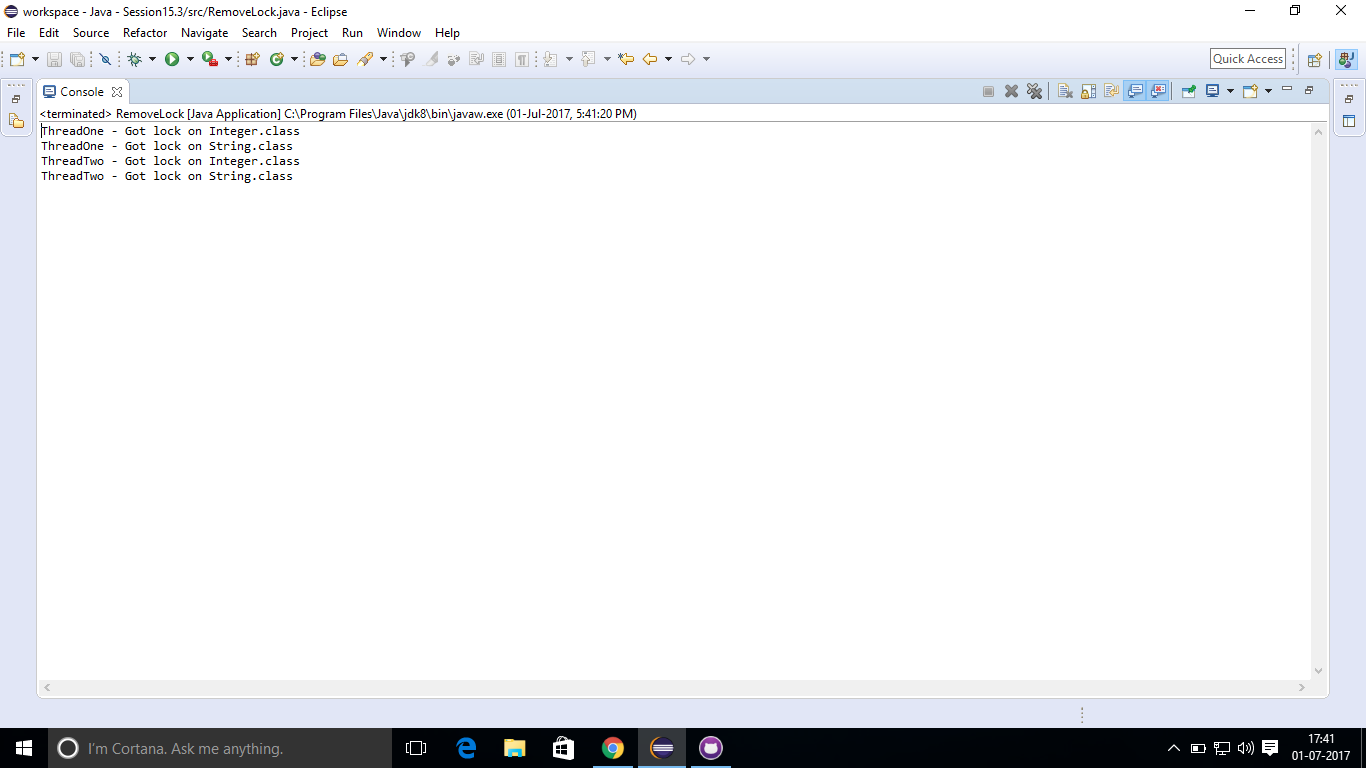 workspace - Java - Session15.3/src/RemoveLock.java - Eclipse
File Edit Source Refactor Navigate Search Project Run Window Help
Quick Access
Console
<terminated> RemoveLock [Java Application] C:\Program Files\Java\jdk8\bin\javaw.exe (01-Jul-2017, 5:41:20 PM)
ThreadOne - Got lock on Integer.class
ThreadOne - Got lock on String.class
ThreadTwo - Got lock on Integer.class
ThreadTwo - Got lock on String.class
I'm Cortana. Ask me anything.
17:41
01-07-2017